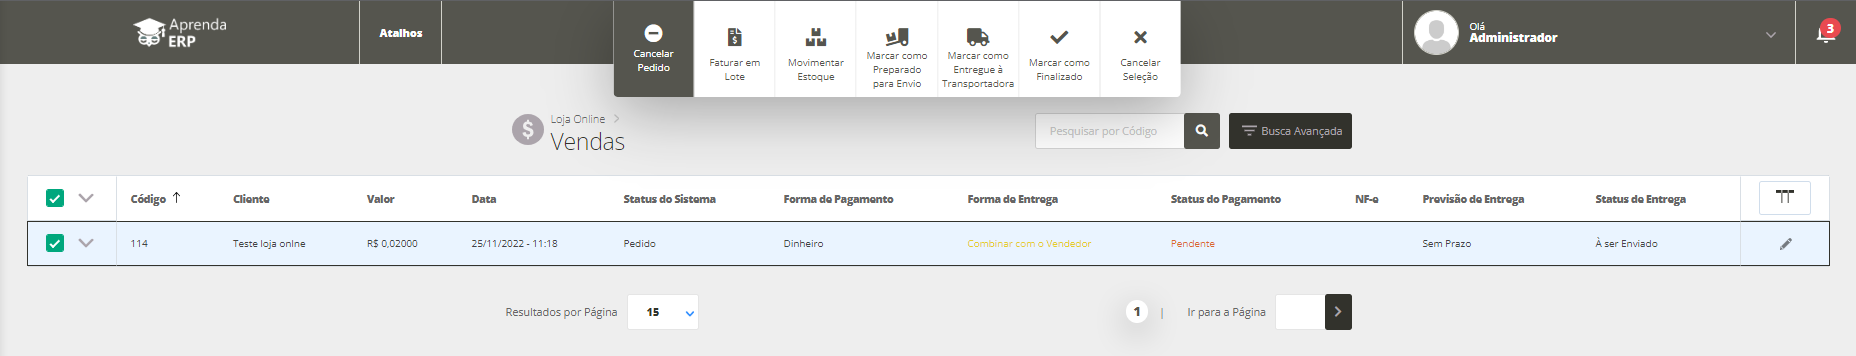 Aprenda
ERP
Atalhos
Cancelar
Pedido
Faturar em
Lote
Movimentar
Estoque
Marcar como
Preparado
para Envio
Marcar como
Entregue à
Transportadora
Marcar como
Finalizado
Cancelar
Seleção
Olá
Administrador
3
Loja Online
Vendas
Pesquisar por Código
Busca Avançada
Código Cliente Valor Data Status do Sistema Forma de Pagamento Forma de Entrega Status do Pagamento NF-e Previsão de Entrega Status de Entrega
114 Teste loja onlne R$ 0,02000 25/11/2022 - 11:18 Pedido Dinheiro Combinar com o Vendedor Pendente Sem Prazo À ser Enviado
Resultados por Página 15 1 | Ir para a Página